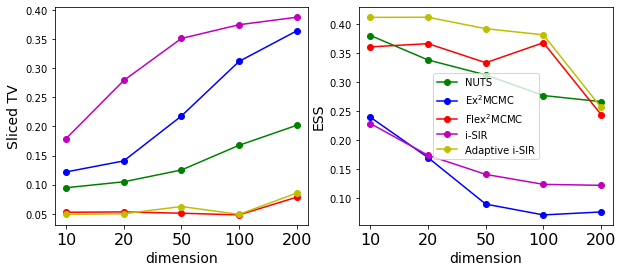 0.40
0.35
0.30
0.25
0.20
0.15
0.10
0.05
Sliced TV
10 20 50 100 200
dimension
0.40
0.35
0.30
0.25
0.20
0.15
0.10
ESS
NUTS
Ex²MCMC
Flex²MCMC
i-SIR
Adaptive i-SIR
10 20 50 100 200
dimension